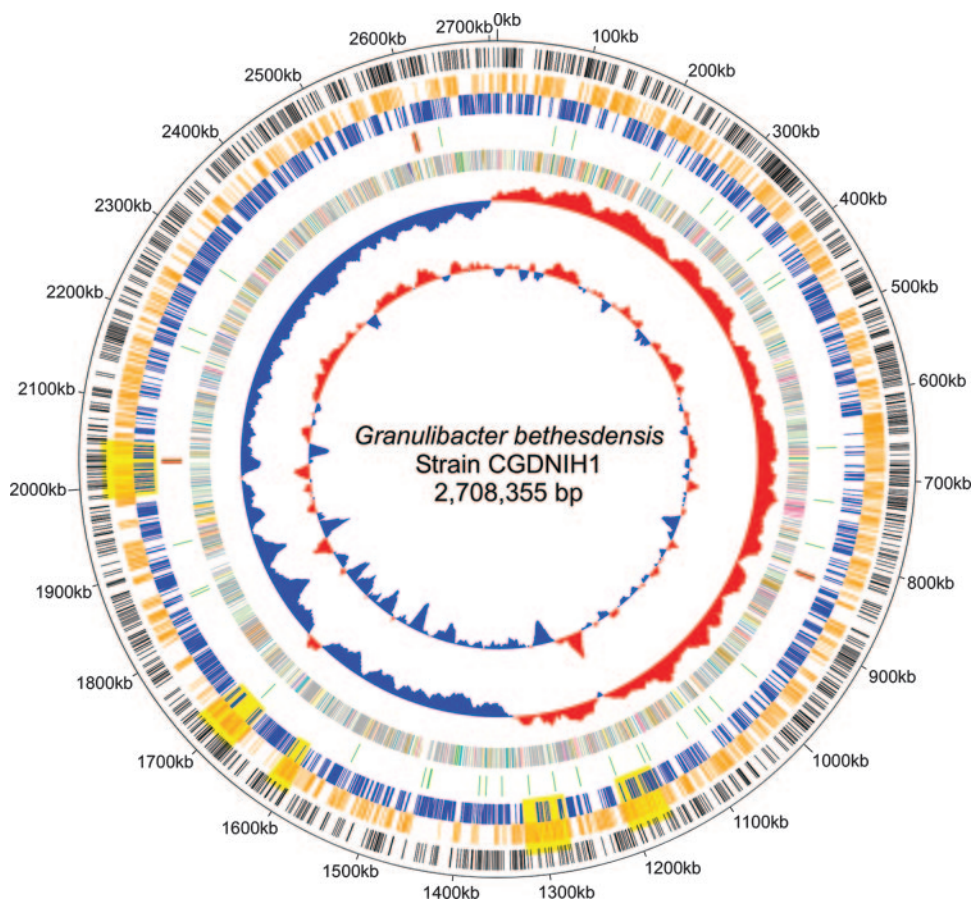 2700kb
0kb
100kb
200kb
300kb
400kb
500kb
600kb
700kb
800kb
900kb
1000kb
1100kb
1200kb
1300kb
1400kb
1500kb
1600kb
1700kb
1800kb
1900kb
2000kb
2100kb
2200kb
2300kb
2400kb
2500kb
2600kb
Granulibacter bethesdensis
Strain CGDNIH1
2,708,355 bp